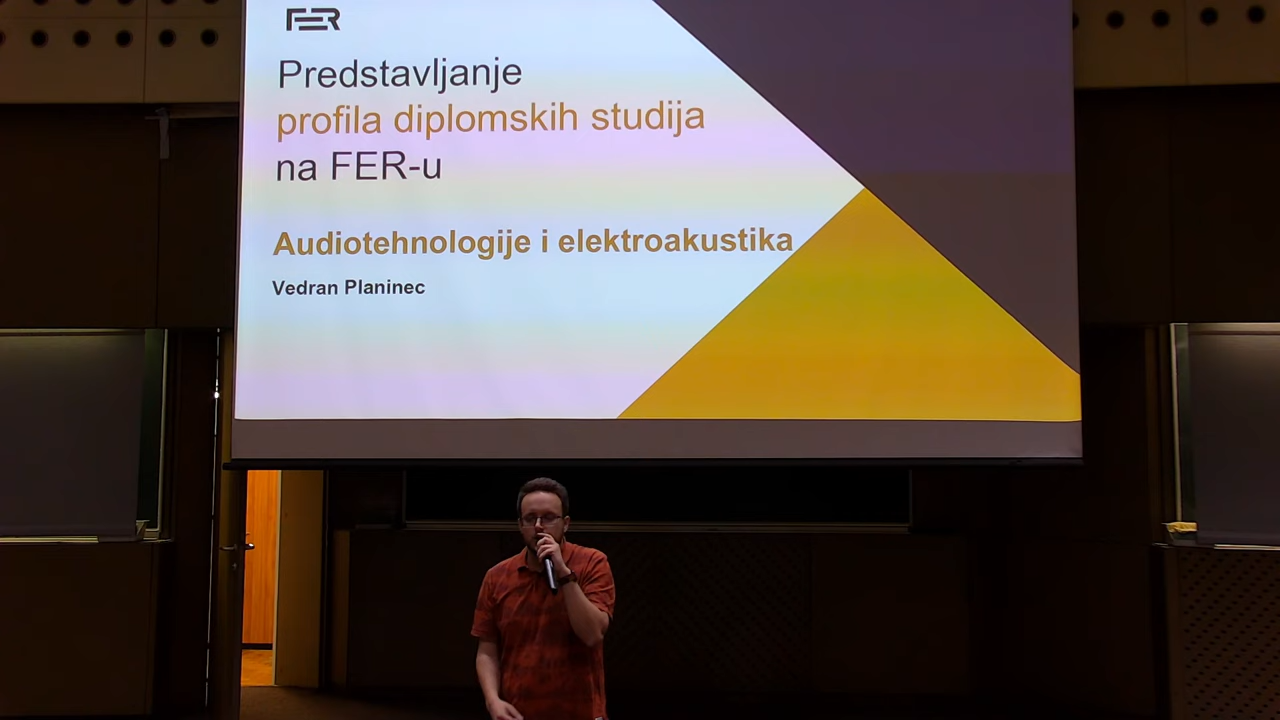 FER
Predstavljanje
profila diplomskih studija
na FER-u
Audiotehnologije i elektroakustika
Vedran Planinec